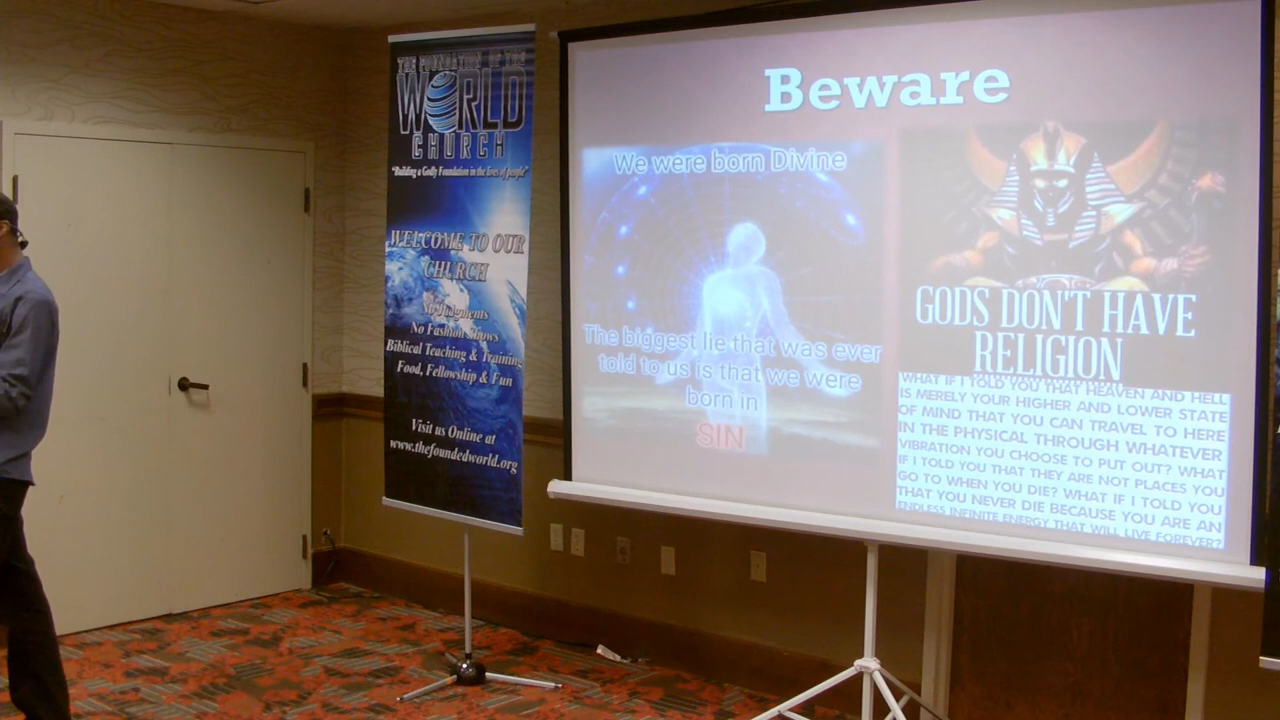 THE FOUNDATION OF THE
WORLD
CHURCH
"Building a Godly Foundation in the lives of people"
WELCOME TO OUR
CHURCH
No Judgments
No Fashion Shows
Biblical Teaching & Training
Food, Fellowship & Fun
Visit us Online at
www.thefoundedworld.org
Beware
We were born Divine
The biggest lie that was ever
told to us is that we were
born in
SIN
GODS DON'T HAVE
RELIGION
WHAT IF I TOLD YOU THAT HEAVEN AND HELL
IS MERELY YOUR HIGHER AND LOWER STATE
OF MIND THAT YOU CAN TRAVEL TO HERE
IN THE PHYSICAL THROUGH WHATEVER
VIBRATION YOU CHOOSE TO PUT OUT? WHAT
IF I TOLD YOU THAT THEY ARE NOT PLACES YOU
GO TO WHEN YOU DIE? WHAT IF I TOLD YOU
THAT YOU NEVER DIE BECAUSE YOU ARE AN
ENDLESS INFINITE ENERGY THAT WILL LIVE FOREVER?